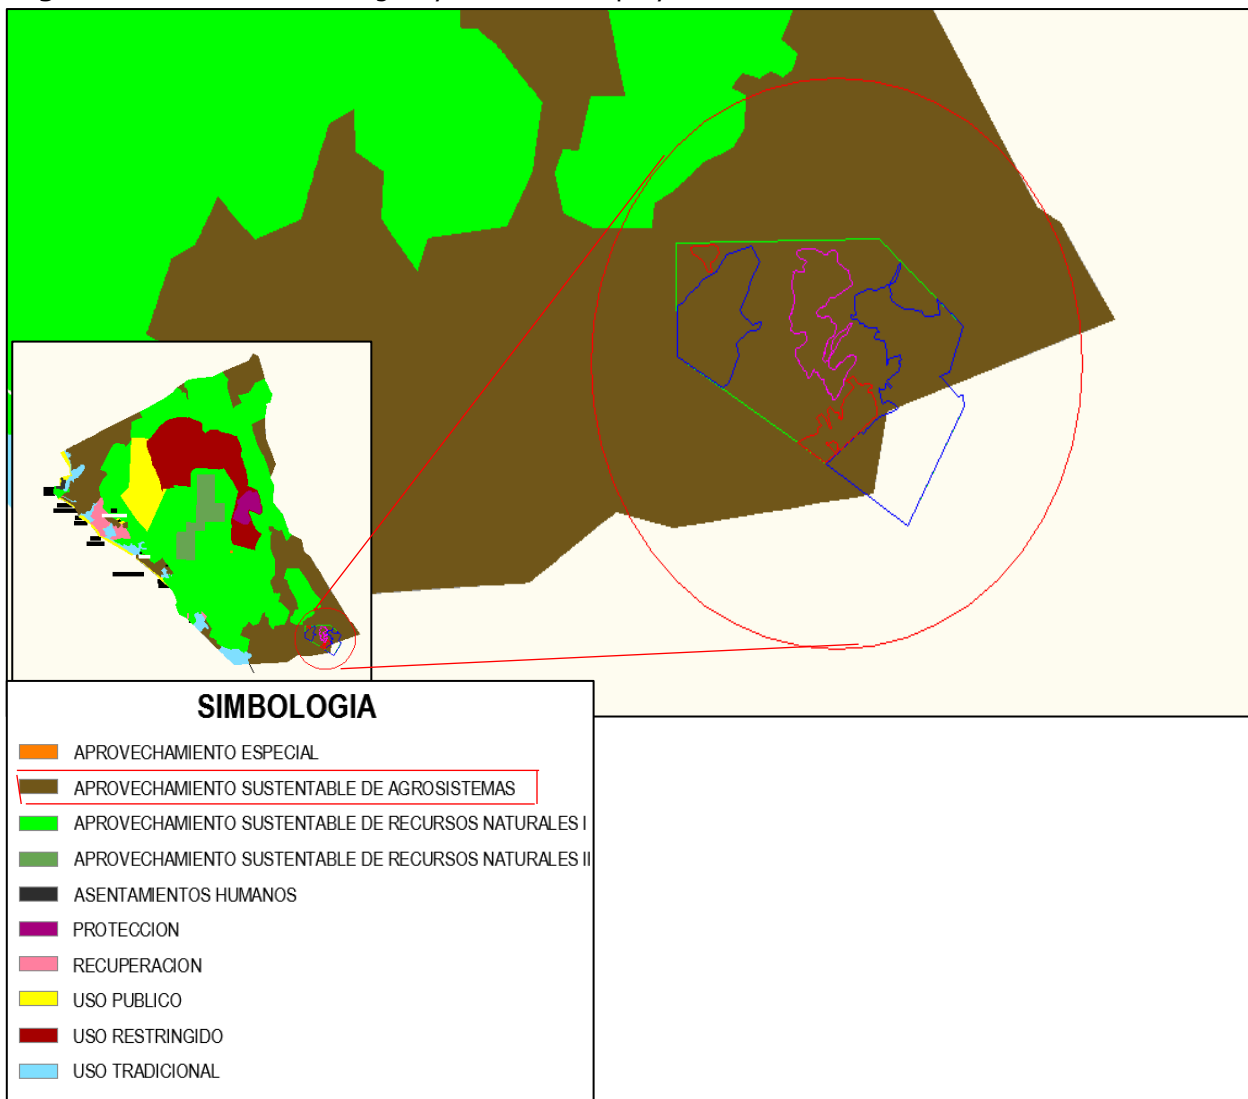 SIMBOLOGIA
APROVECHAMIENTO ESPECIAL
APROVECHAMIENTO SUSTENTABLE DE AGROSISTEMAS
APROVECHAMIENTO SUSTENTABLE DE RECURSOS NATURALES I
APROVECHAMIENTO SUSTENTABLE DE RECURSOS NATURALES II
ASENTAMIENTOS HUMANOS
PROTECCION
RECUPERACION
USO PUBLICO
USO RESTRINGIDO
USO TRADICIONAL